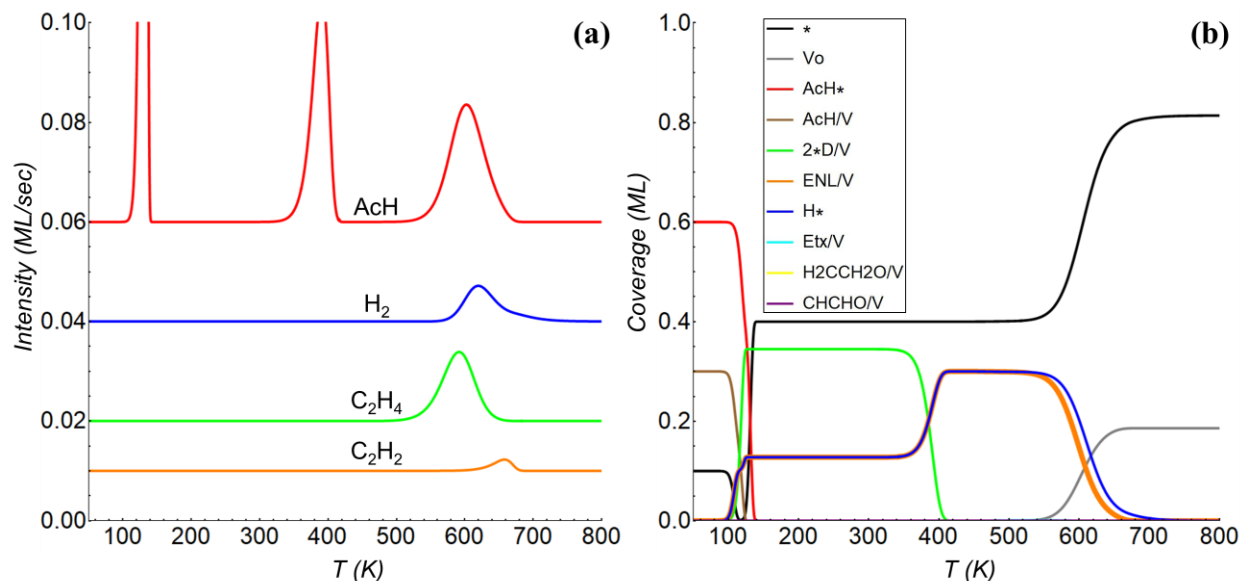 (a)
Intensity (ML/sec)
0.10
0.08
0.06
0.04
0.02
0.00
AcH
H2
C2H4
C2H2
100 200 300 400 500 600 700 800
T (K)
(b)
Coverage (ML)
1.0
0.8
0.6
0.4
0.2
0.0
*
Vo
AcH*
AcH/V
2*D/V
ENL/V
H*
Etx/V
H2CCH2O/V
CHCHO/V
100 200 300 400 500 600 700 800
T (K)